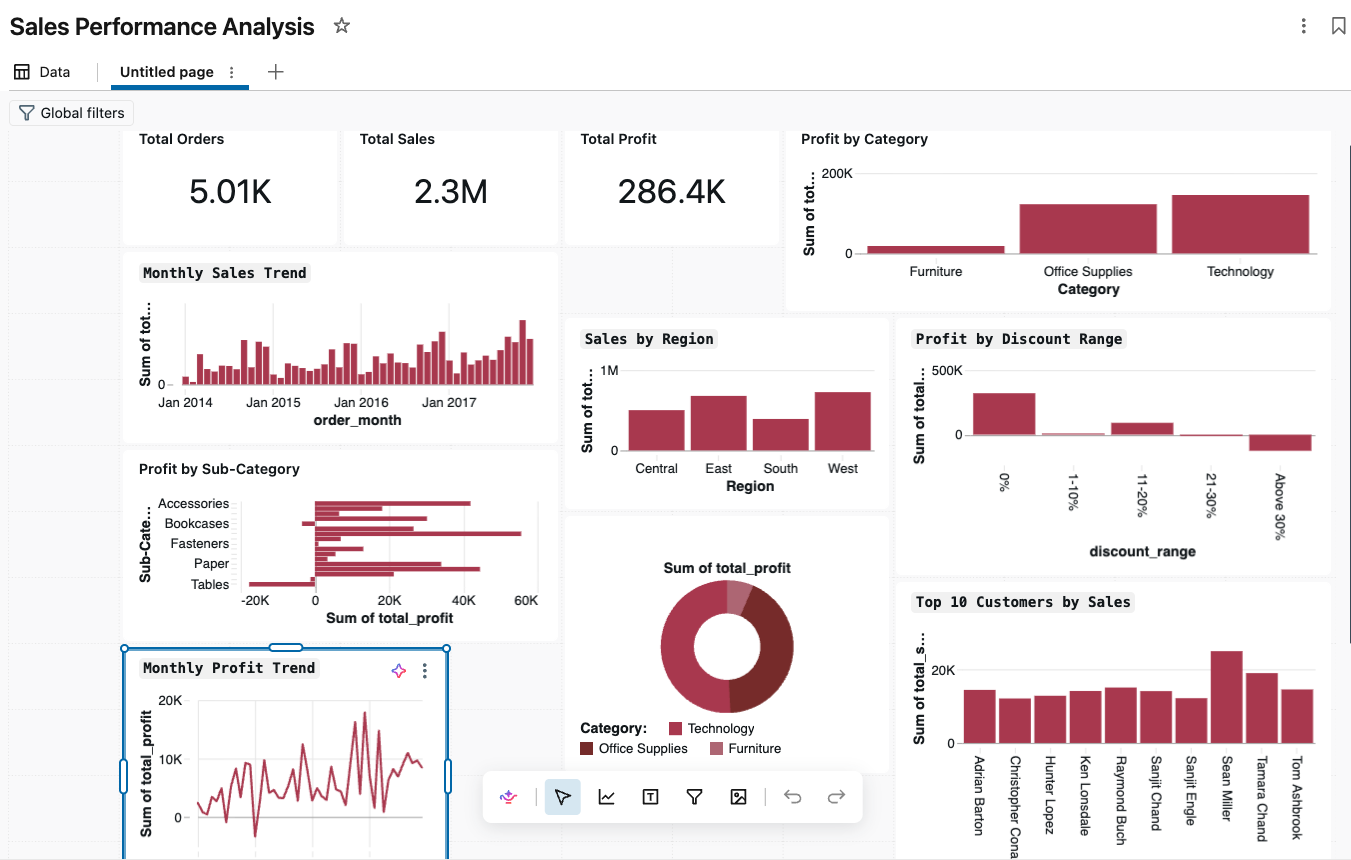 Sales Performance Analysis
Data
Untitled page
Global filters
Total Orders
5.01K
Total Sales
2.3M
Total Profit
286.4K
Profit by Category
Sum of tot...
200K
0
Furniture
Office Supplies
Technology
Category
Monthly Sales Trend
Sum of tot...
0
Jan 2014
Jan 2015
Jan 2016
Jan 2017
order_month
Sales by Region
Sum of tot...
1M
0
Central
East
South
West
Region
Profit by Discount Range
Sum of total...
500K
0
0%
1-10%
11-20%
21-30%
Above 30%
discount_range
Profit by Sub-Category
Sub-Cate...
Accessories
Bookcases
Fasteners
Paper
Tables
-20K
0
20K
40K
60K
Sum of total_profit
Sum of total_profit
Category:
Technology
Office Supplies
Furniture
Top 10 Customers by Sales
Sum of total_s...
20K
0
Adrian Barton
Christopher Cona
Hunter Lopez
Ken Lonsdale
Raymond Buch
Sanjit Chand
Sanjit Engle
Sean Miller
Tamara Chand
Tom Ashbrook
Monthly Profit Trend
Sum of total_profit
20K
10K
0